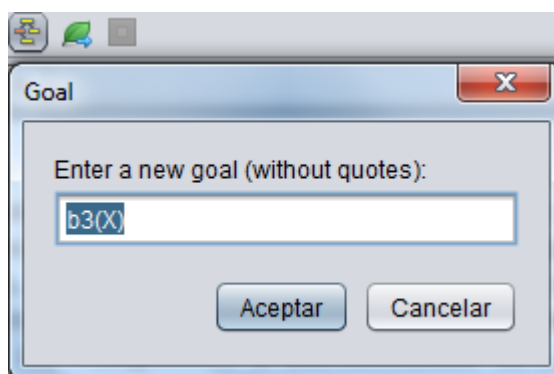 Goal
Enter a new goal (without quotes):
b3(X)
Aceptar
Cancelar